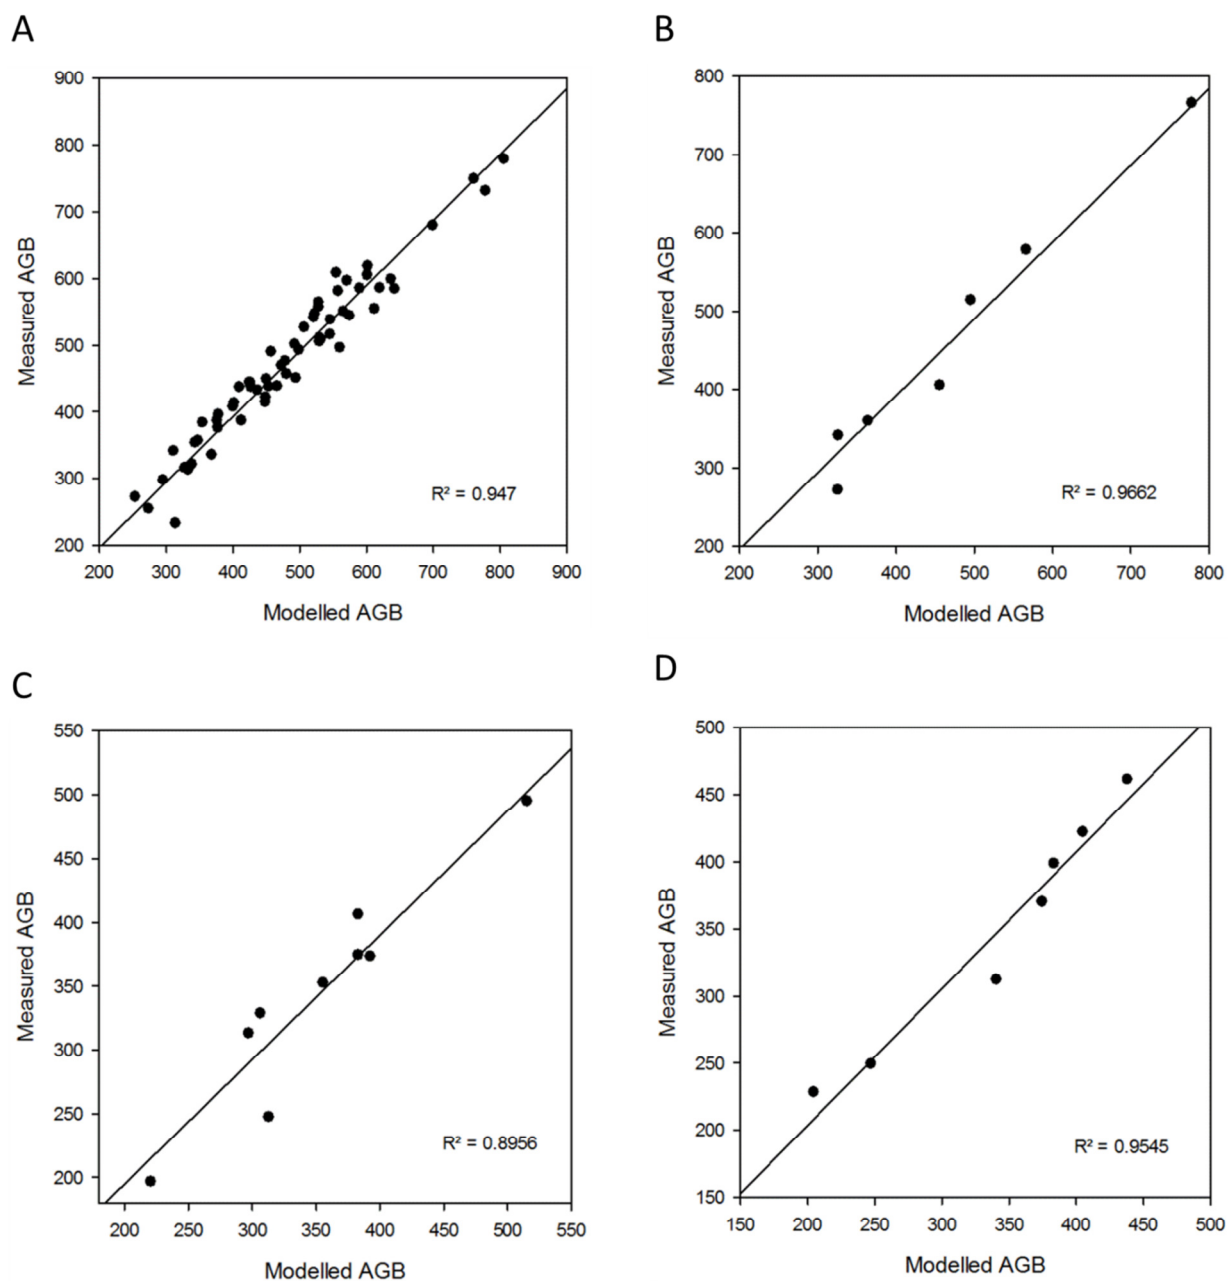 A
900
800
700
600
500
400
300
200
Measured AGB
R² = 0.947
200 300 400 500 600 700 800 900
Modelled AGB
B
800
700
600
500
400
300
200
Measured AGB
R² = 0.9662
200 300 400 500 600 700 800
Modelled AGB
C
550
500
450
400
350
300
250
200
Measured AGB
R² = 0.8956
200 250 300 350 400 450 500 550
Modelled AGB
D
500
450
400
350
300
250
200
150
Measured AGB
R² = 0.9545
150 200 250 300 350 400 450 500
Modelled AGB